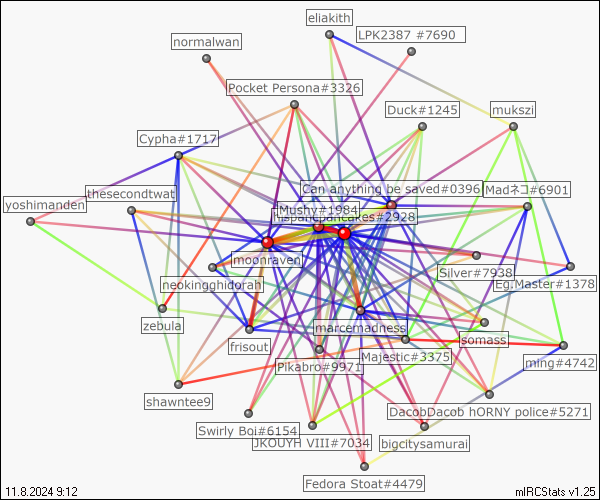 eliakith
LPK2387 #7690
normalwan
Pocket Persona#3326
Duck#1245
mukszi
Cypha#1717
Can anything be saved#0396
Madネコ#6901
thesecondtwat
yoshimanden
Mushy#1984
hispanicpancakes#2928
moonraven
Silver#7938
neokingghidorah
Eg.Master#1378
zebula
marcemadness
somass
frisout
Majestic#3375
ming#4742
Pikabro#9971
shawntee9
DacobDacob hORNY police#5271
Swirly Boi#6154
JKOUYH VIII#7034
bigcitysamurai
Fedora Stoat#4479
11.8.2024 9:12
mIRCStats v1.25